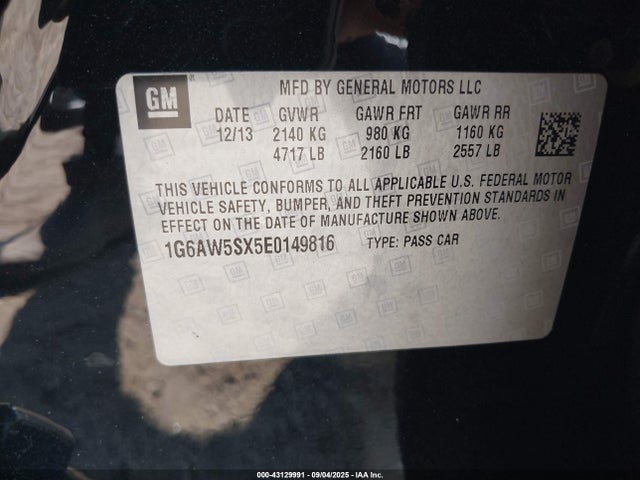 GM
MFD BY GENERAL MOTORS LLC
DATE GVWR GAWR FRT GAWR RR
12/13 2140 KG 980 KG 1160 KG
4717 LB 2160 LB 2557 LB
THIS VEHICLE CONFORMS TO ALL APPLICABLE U.S. FEDERAL MOTOR
VEHICLE SAFETY, BUMPER, AND THEFT PREVENTION STANDARDS IN
EFFECT ON THE DATE OF MANUFACTURE SHOWN ABOVE.
1G6AW5SX5E0149816 TYPE: PASS CAR
000-43129991 - 09/04/2025 - IAA Inc.